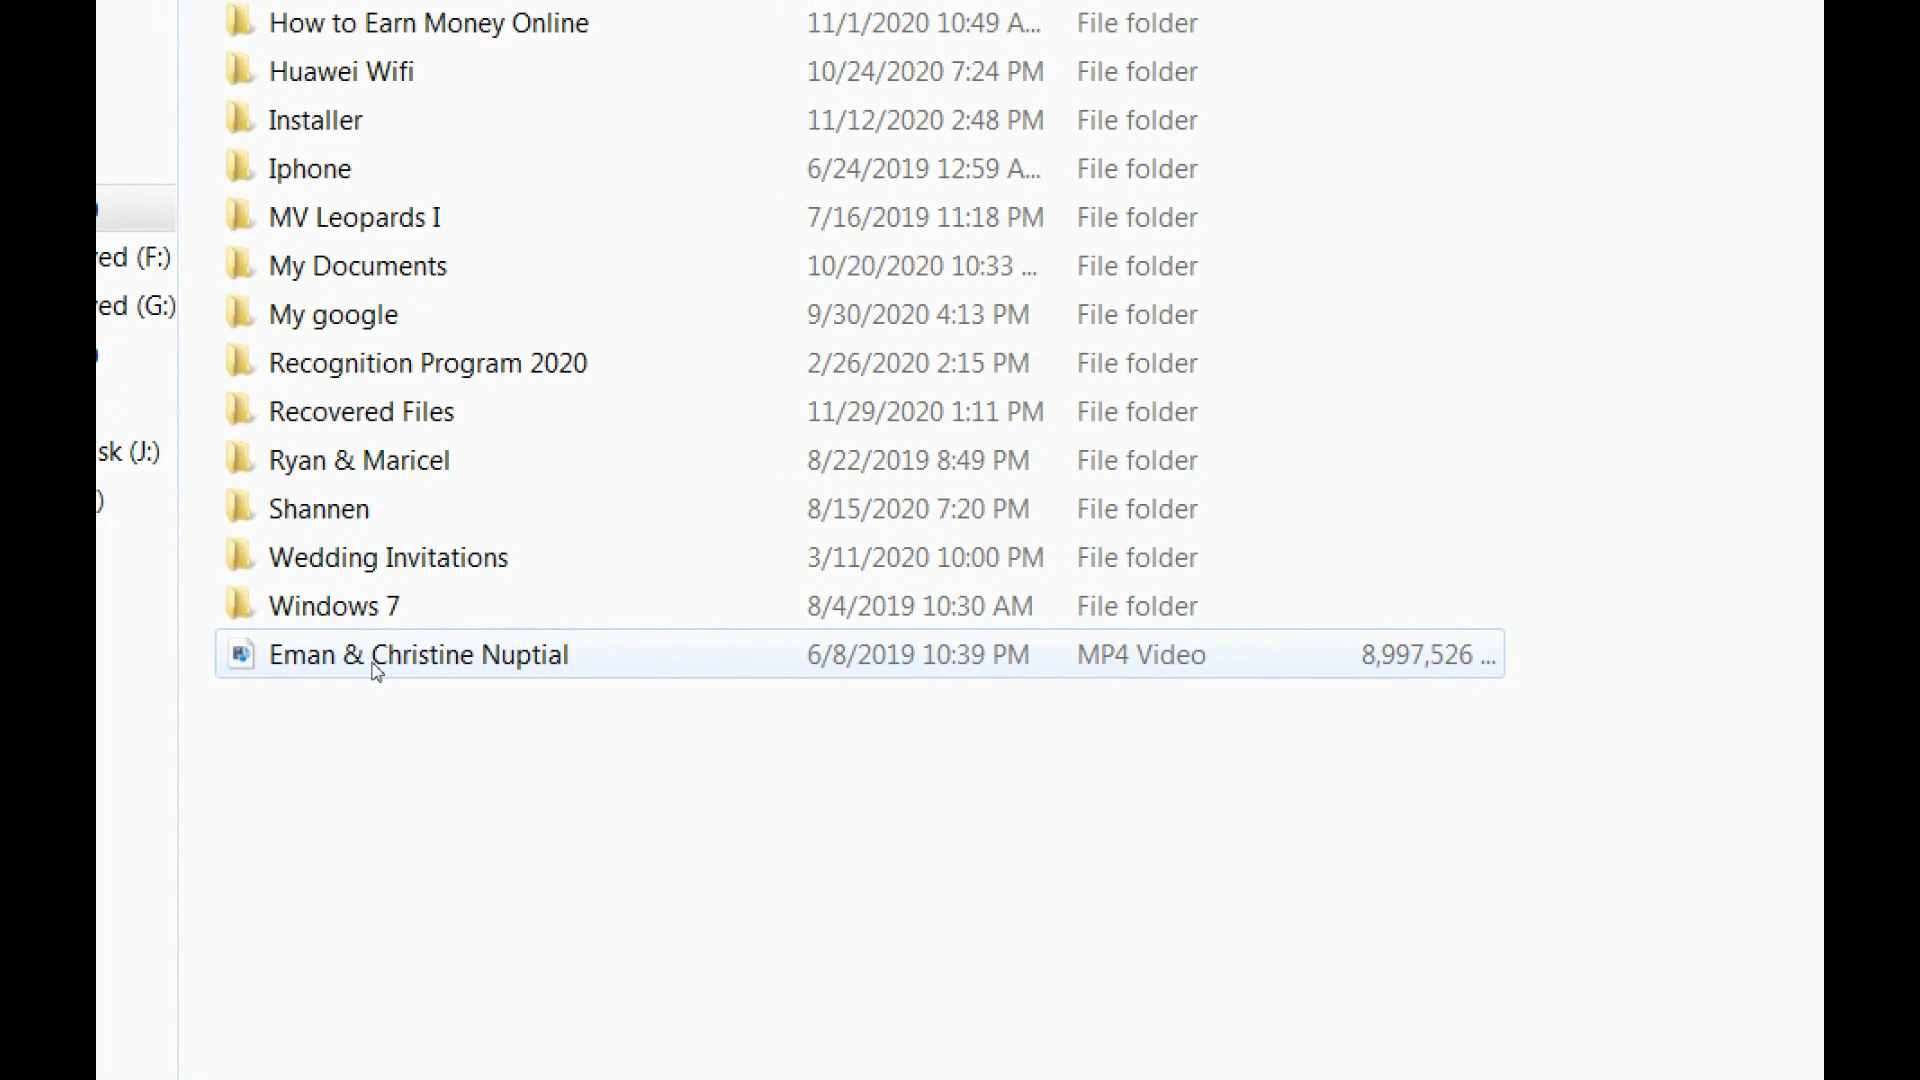 How to Earn Money Online 11/1/2020 10:49 A... File folder
Huawei Wifi 10/24/2020 7:24 PM File folder
Installer 11/12/2020 2:48 PM File folder
Iphone 6/24/2019 12:59 A... File folder
MV Leopards I 7/16/2019 11:18 PM File folder
ed (F:) My Documents 10/20/2020 10:33 ... File folder
ed (G:) My google 9/30/2020 4:13 PM File folder
Recognition Program 2020 2/26/2020 2:15 PM File folder
Recovered Files 11/29/2020 1:11 PM File folder
sk (J:) Ryan & Maricel 8/22/2019 8:49 PM File folder
) Shannen 8/15/2020 7:20 PM File folder
Wedding Invitations 3/11/2020 10:00 PM File folder
Windows 7 8/4/2019 10:30 AM File folder
Eman & Christine Nuptial 6/8/2019 10:39 PM MP4 Video 8,997,526 ...